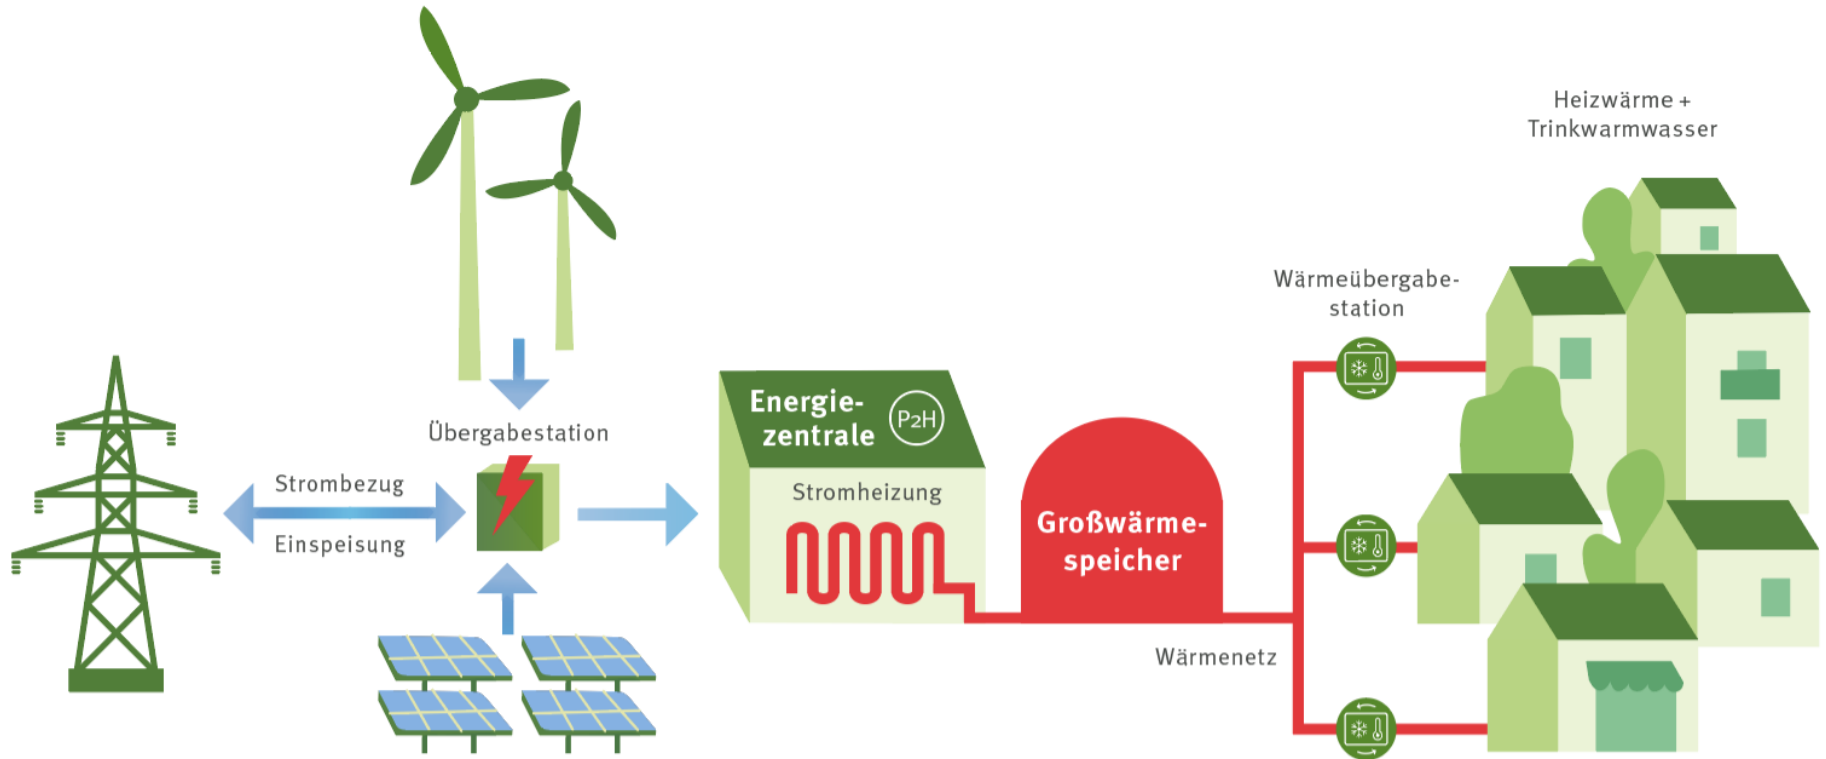 Heizwärme +
Trinkwarmwasser
Wärmeübergabe-
station
Übergabestation
Strombezug
Einspeisung
Energie-
zentrale
P2H
Stromheizung
Großwärme-
speicher
Wärmenetz